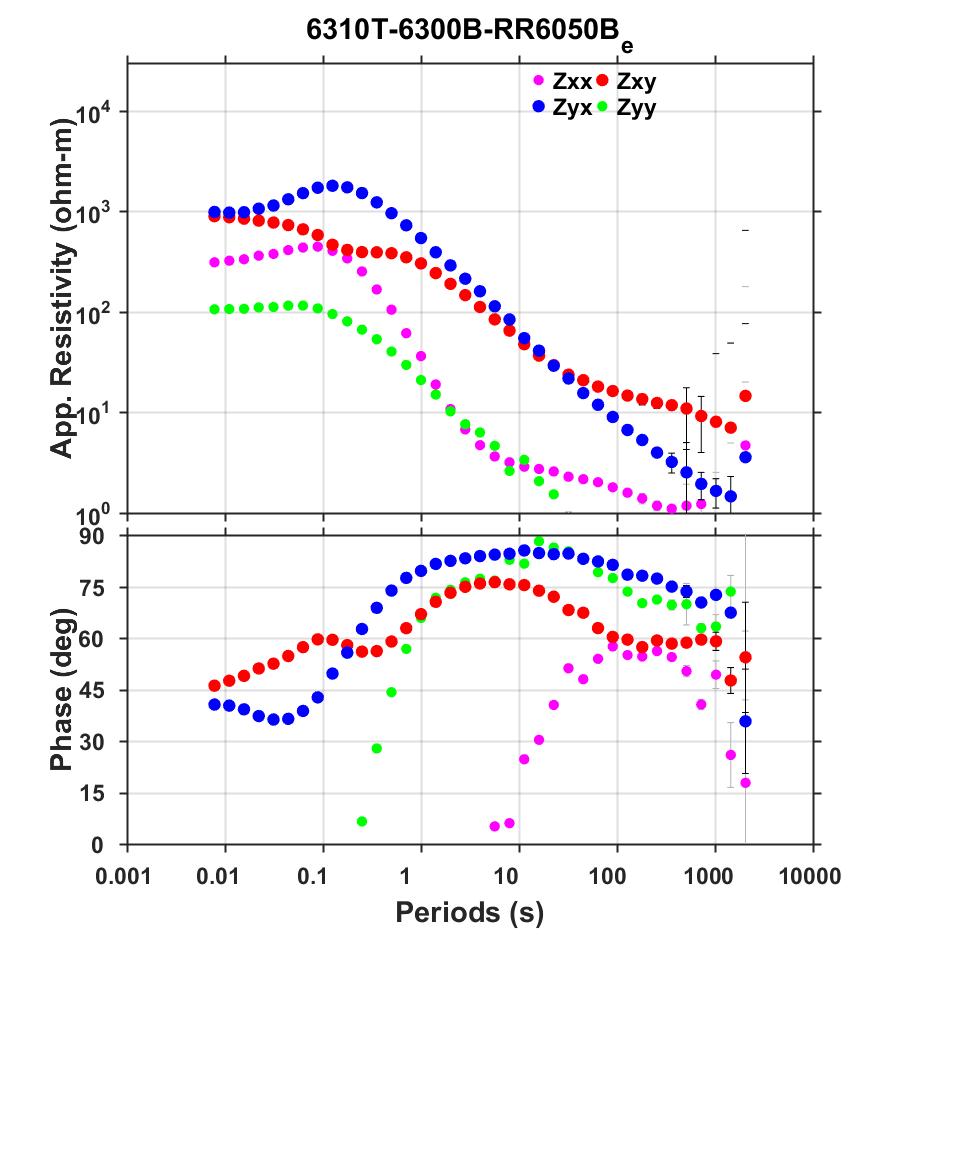 6310T-6300B-RR6050Be
Zxx Zxy
Zyx Zyy
App. Resistivity (ohm-m)
10^4
10^3
10^2
10^1
10^0
Phase (deg)
90
75
60
45
30
15
0
0.001 0.01 0.1 1 10 100 1000 10000
Periods (s)